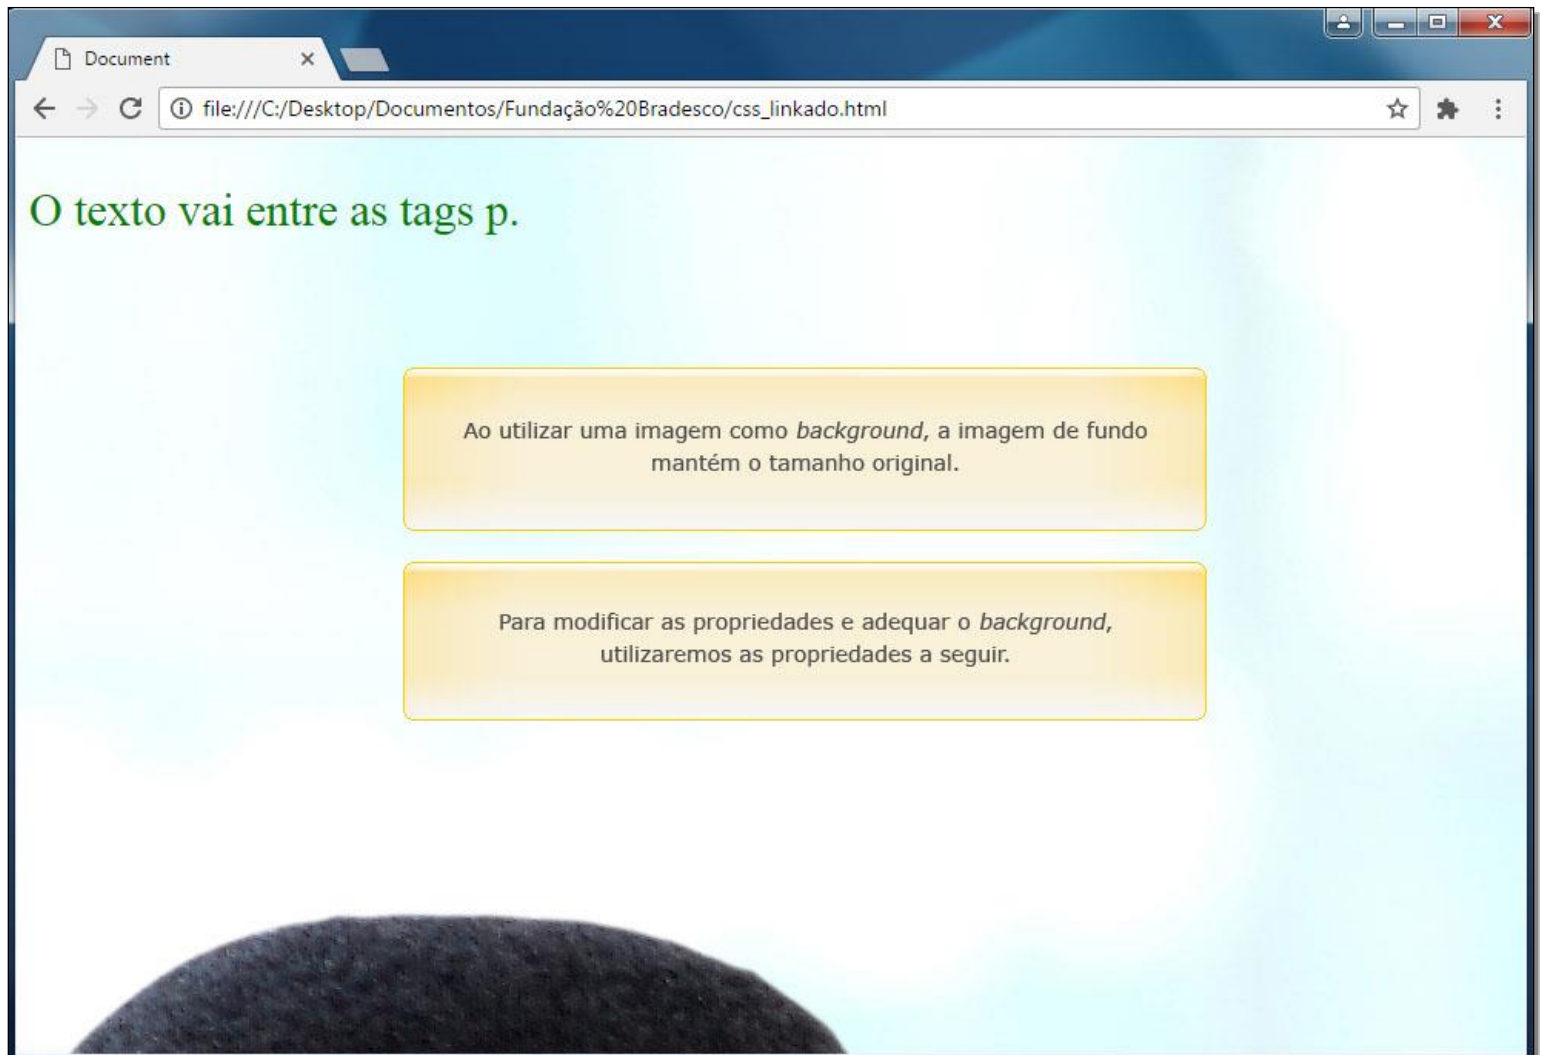 Document
file:///C:/Desktop/Documentos/Fundação%20Bradesco/css_linkado.html
O texto vai entre as tags p.
Ao utilizar uma imagem como background, a imagem de fundo
mantém o tamanho original.
Para modificar as propriedades e adequar o background,
utilizaremos as propriedades a seguir.